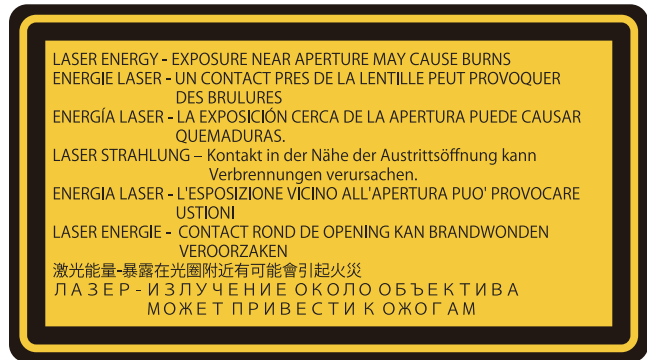 LASER ENERGY - EXPOSURE NEAR APERTURE MAY CAUSE BURNS
ENERGIE LASER - UN CONTACT PRES DE LA LENTILLE PEUT PROVOQUER
DES BRULURES
ENERGÍA LASER - LA EXPOSICIÓN CERCA DE LA APERTURA PUEDE CAUSAR
QUEMADURAS.
LASER STRAHLUNG – Kontakt in der Nähe der Austrittsöffnung kann
Verbrennungen verursachen.
ENERGIA LASER - L'ESPOSIZIONE VICINO ALL'APERTURA PUO' PROVOCARE
USTIONI
LASER ENERGIE - CONTACT ROND DE OPENING KAN BRANDWONDEN
VEROORZAKEN
激光能量-暴露在光圈附近有可能會引起火災
ЛАЗЕР-ИЗЛУЧЕНИЕ ОКОЛО ОБЪЕКТИВА
МОЖЕТ ПРИВЕСТИ К ОЖОГАМ